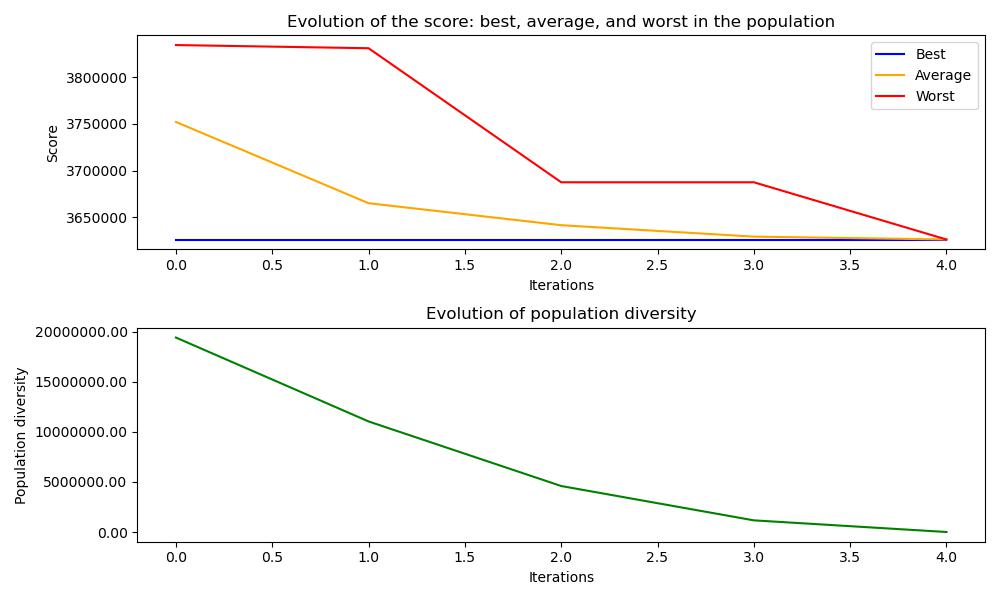 Evolution of the score: best, average, and worst in the population
Best
Average
Worst
3800000
3750000
3700000
3650000
Score
0.0 0.5 1.0 1.5 2.0 2.5 3.0 3.5 4.0
Iterations
Evolution of population diversity
20000000.00
15000000.00
10000000.00
5000000.00
0.00
Population diversity
0.0 0.5 1.0 1.5 2.0 2.5 3.0 3.5 4.0
Iterations